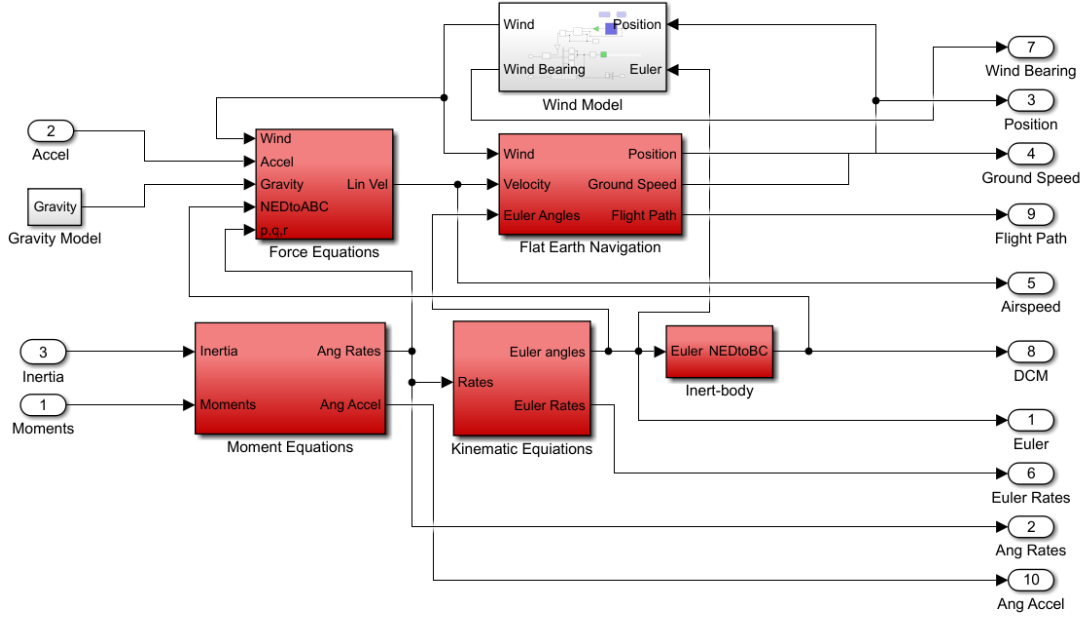 Wind
Position
Wind Bearing
Euler
Wind Model
7
Wind Bearing
3
Position
2
Accel
Wind
Accel
Gravity
NEDtoABC
p,q,r
Lin Vel
Force Equations
Gravity
Gravity Model
Wind
Velocity
Euler Angles
Position
Ground Speed
Flight Path
Flat Earth Navigation
4
Ground Speed
9
Flight Path
5
Airspeed
3
Inertia
1
Moments
Inertia
Moments
Ang Rates
Ang Accel
Moment Equations
Rates
Euler angles
Euler Rates
Kinematic Equiations
Euler NEDtoBC
Inert-body
8
DCM
1
Euler
6
Euler Rates
2
Ang Rates
10
Ang Accel